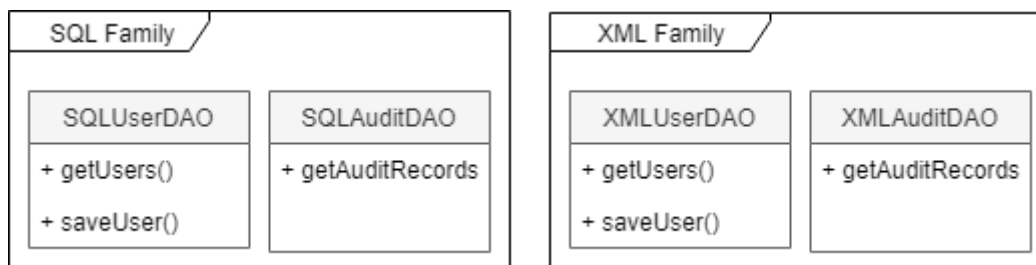 SQL Family
SQLUserDAO
+ getUsers()
+ saveUser()
SQLAuditDAO
+ getAuditRecords
XML Family
XMLUserDAO
+ getUsers()
+ saveUser()
XMLAuditDAO
+ getAuditRecords